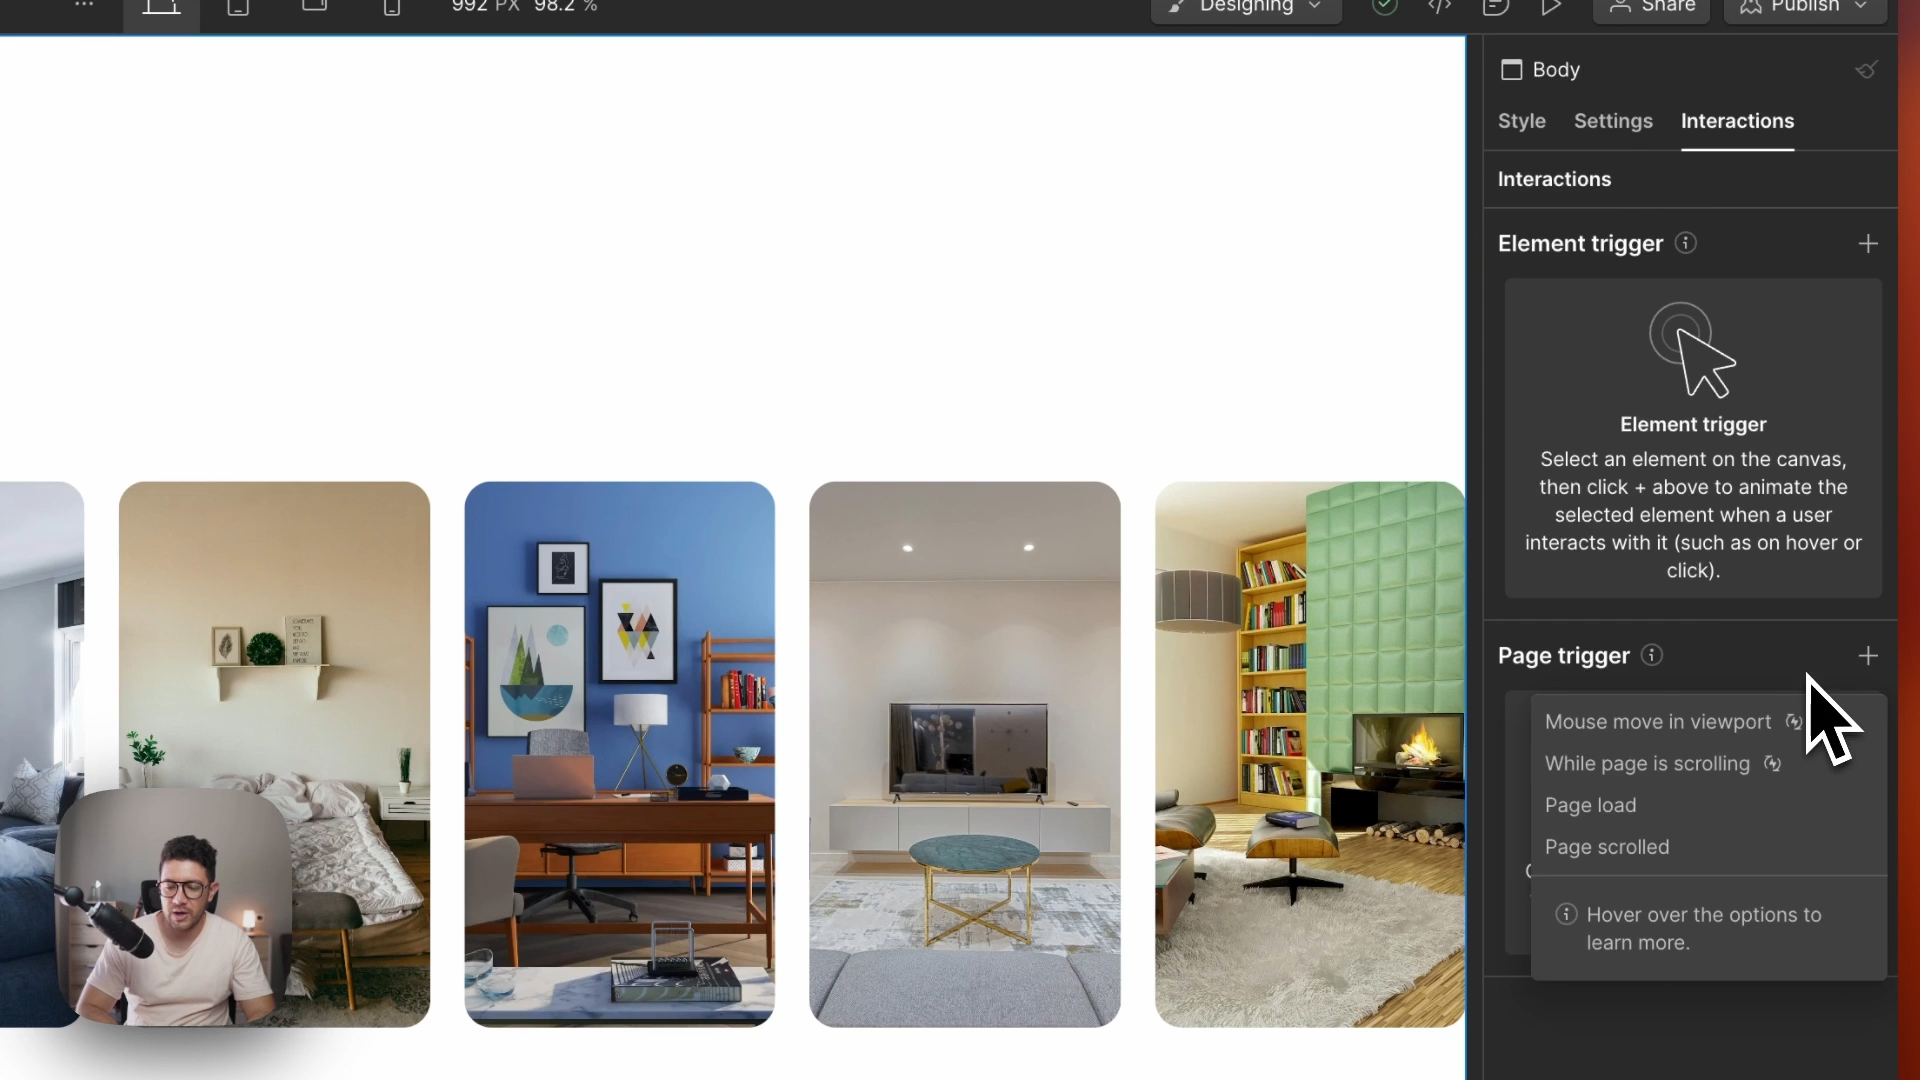 992 PX 98.2 %
Designing
Share
Publish
Body
Style Settings Interactions
Interactions
Element trigger
Element trigger
Select an element on the canvas,
then click + above to animate the
selected element when a user
interacts with it (such as on hover or
click).
Page trigger
Mouse move in viewport
While page is scrolling
Page load
Page scrolled
Hover over the options to
learn more.